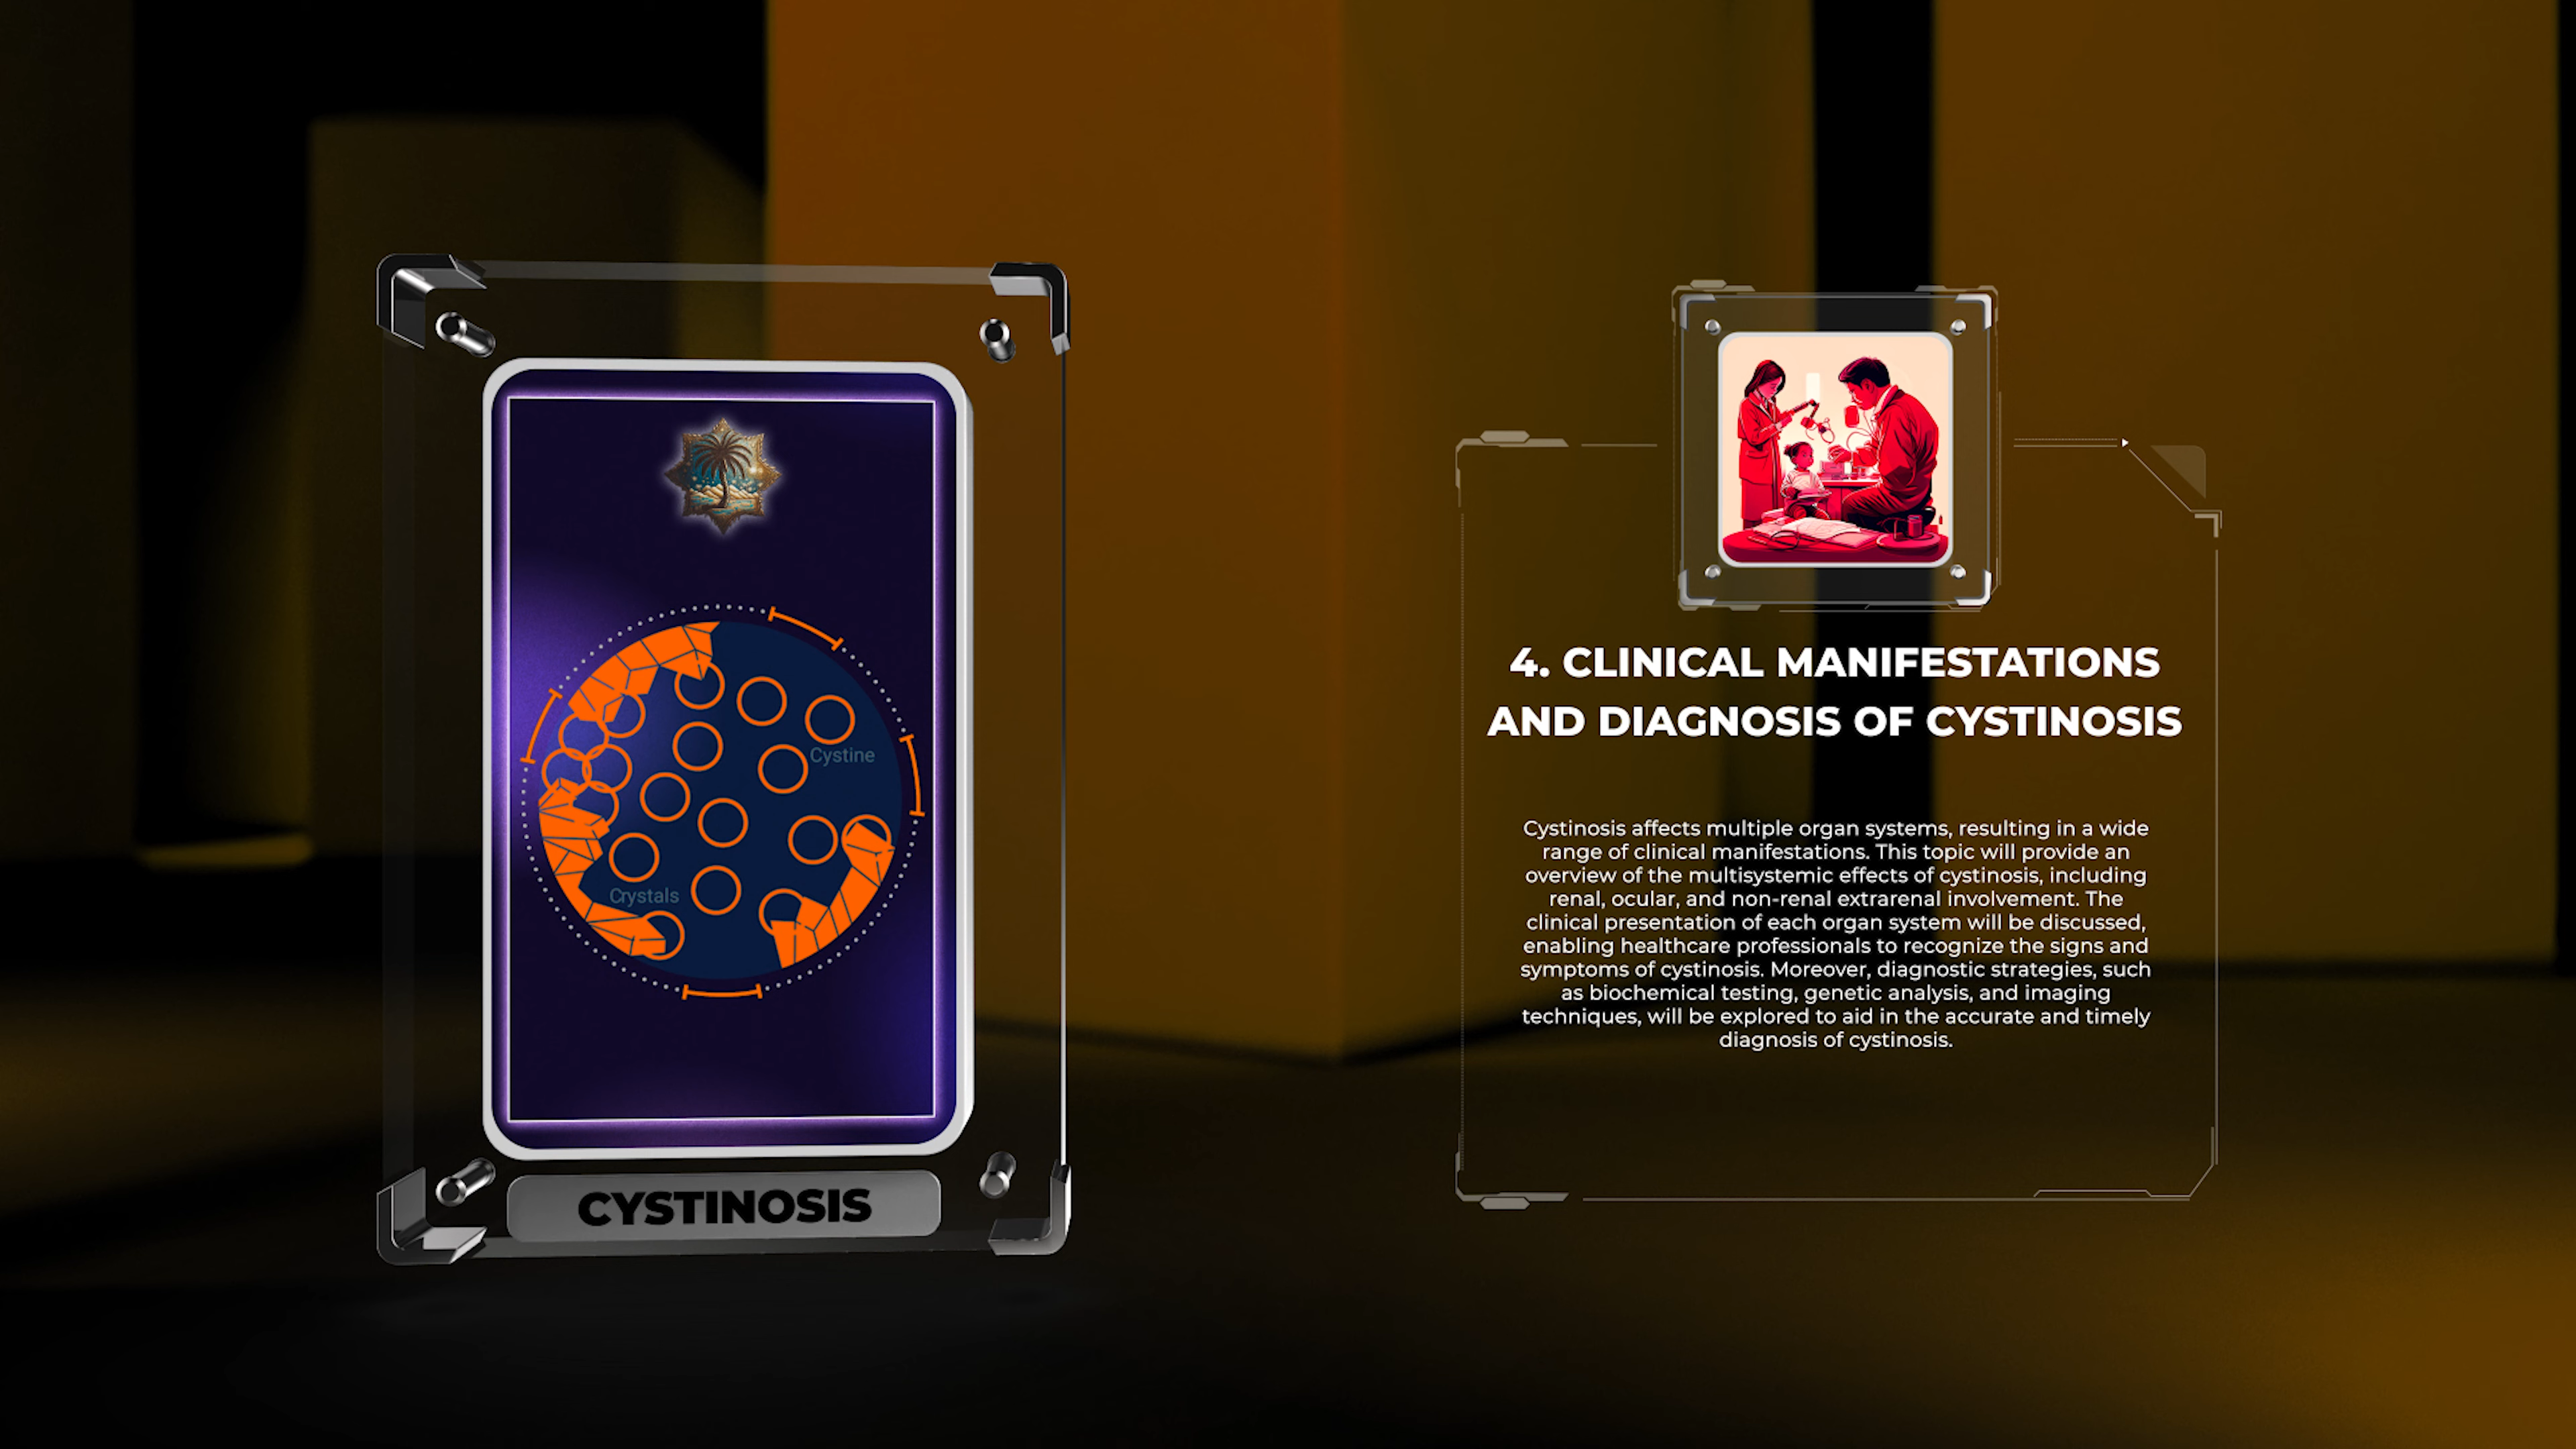 Cystine
Crystals
CYSTINOSIS
4. CLINICAL MANIFESTATIONS
AND DIAGNOSIS OF CYSTINOSIS
Cystinosis affects multiple organ systems, resulting in a wide
range of clinical manifestations. This topic will provide an
overview of the multisystemic effects of cystinosis, including
renal, ocular, and non-renal extrarenal involvement. The
clinical presentation of each organ system will be discussed,
enabling healthcare professionals to recognize the signs and
symptoms of cystinosis. Moreover, diagnostic strategies, such
as biochemical testing, genetic analysis, and imaging
techniques, will be explored to aid in the accurate and timely
diagnosis of cystinosis.